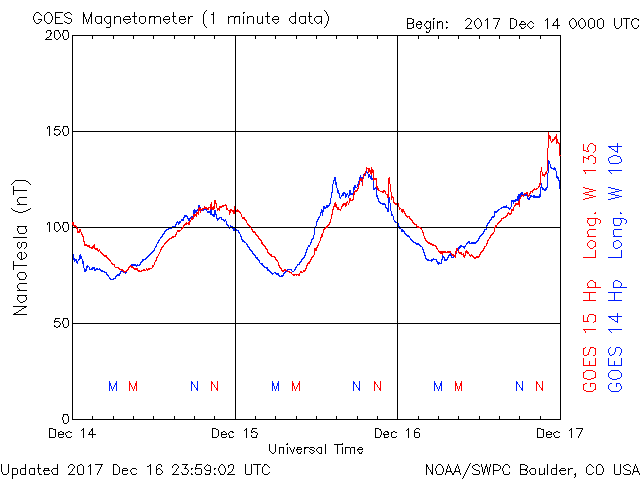 GOES Magnetometer (1 minute data)
Begin: 2017 Dec 14 0000 UTC
200
150
100
50
0
NanoTesla (nT)
M M N N M M N N M M N N
Dec 14 Dec 15 Dec 16 Dec 17
Universal Time
GOES 15 Hp Long. W 135
GOES 14 Hp Long. W 104
Updated 2017 Dec 16 23:59:02 UTC
NOAA/SWPC Boulder, CO USA